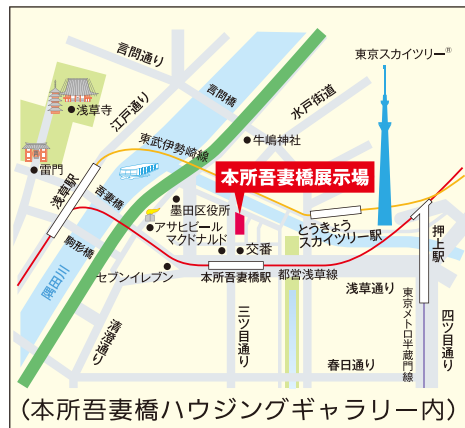 言問通り
東京スカイツリー®
言問橋
水戸街道
江戸通り
浅草寺
東武伊勢崎線
牛嶋神社
雷門
浅草駅
本所吾妻橋展示場
吾妻橋
墨田区役所
アサヒビール
マクドナルド
とうきょう
スカイツリー駅
押上駅
駒形橋
交番
セブンイレブン
本所吾妻橋駅
都営浅草線
隅田川
浅草通り
清澄通り
三ツ目通り
東京メトロ半蔵門線
四ツ目通り
春日通り
(本所吾妻橋ハウジングギャラリー内)